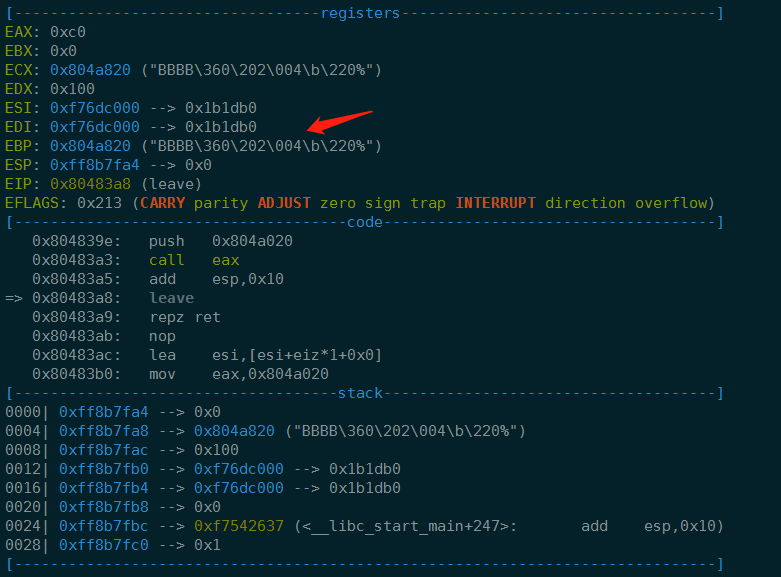 [----------------------------------registers-----------------------------------]
EAX: 0xc0
EBX: 0x0
ECX: 0x804a820 ("BBBB\360\202\004\b\220%")
EDX: 0x100
ESI: 0xf76dc000 --> 0x1b1db0
EDI: 0xf76dc000 --> 0x1b1db0
EBP: 0x804a820 ("BBBB\360\202\004\b\220%")
ESP: 0xff8b7fa4 --> 0x0
EIP: 0x80483a8 (leave)
EFLAGS: 0x213 (CARRY parity ADJUST zero sign trap INTERRUPT direction overflow)
[-------------------------------------code-------------------------------------]
   0x804839e:	push   0x804a020
   0x80483a3:	call   eax
   0x80483a5:	add    esp,0x10
=> 0x80483a8:	leave
   0x80483a9:	repz ret
   0x80483ab:	nop
   0x80483ac:	lea    esi,[esi+eiz*1+0x0]
   0x80483b0:	mov    eax,0x804a020
[------------------------------------stack-------------------------------------]
0000| 0xff8b7fa4 --> 0x0
0004| 0xff8b7fa8 --> 0x804a820 ("BBBB\360\202\004\b\220%")
0008| 0xff8b7fac --> 0x100
0012| 0xff8b7fb0 --> 0xf76dc000 --> 0x1b1db0
0016| 0xff8b7fb4 --> 0xf76dc000 --> 0x1b1db0
0020| 0xff8b7fb8 --> 0x0
0024| 0xff8b7fbc --> 0xf7542637 (<__libc_start_main+247>:	add    esp,0x10)
0028| 0xff8b7fc0 --> 0x1
[------------------------------------------------------------------------------]